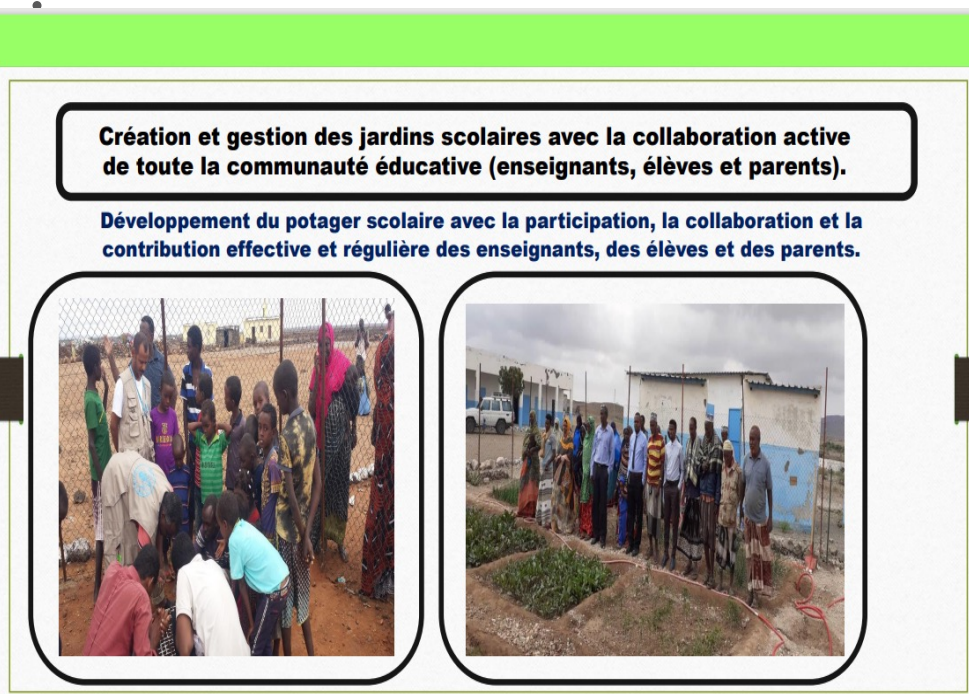 Création et gestion des jardins scolaires avec la collaboration active
de toute la communauté éducative (enseignants, élèves et parents).
Développement du potager scolaire avec la participation, la collaboration et la
contribution effective et régulière des enseignants, des élèves et des parents.